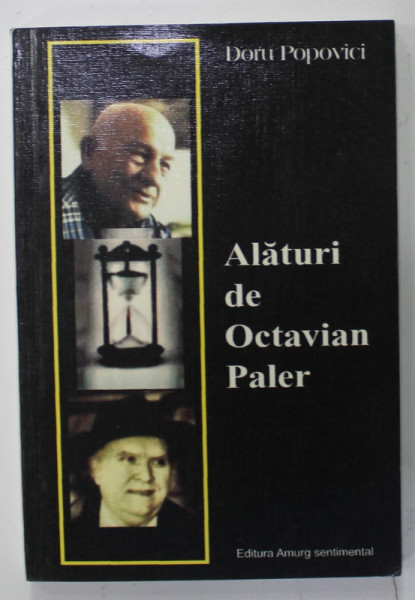 Doru Popovici
Alături
de
Octavian
Paler
Editura Amurg sentimental